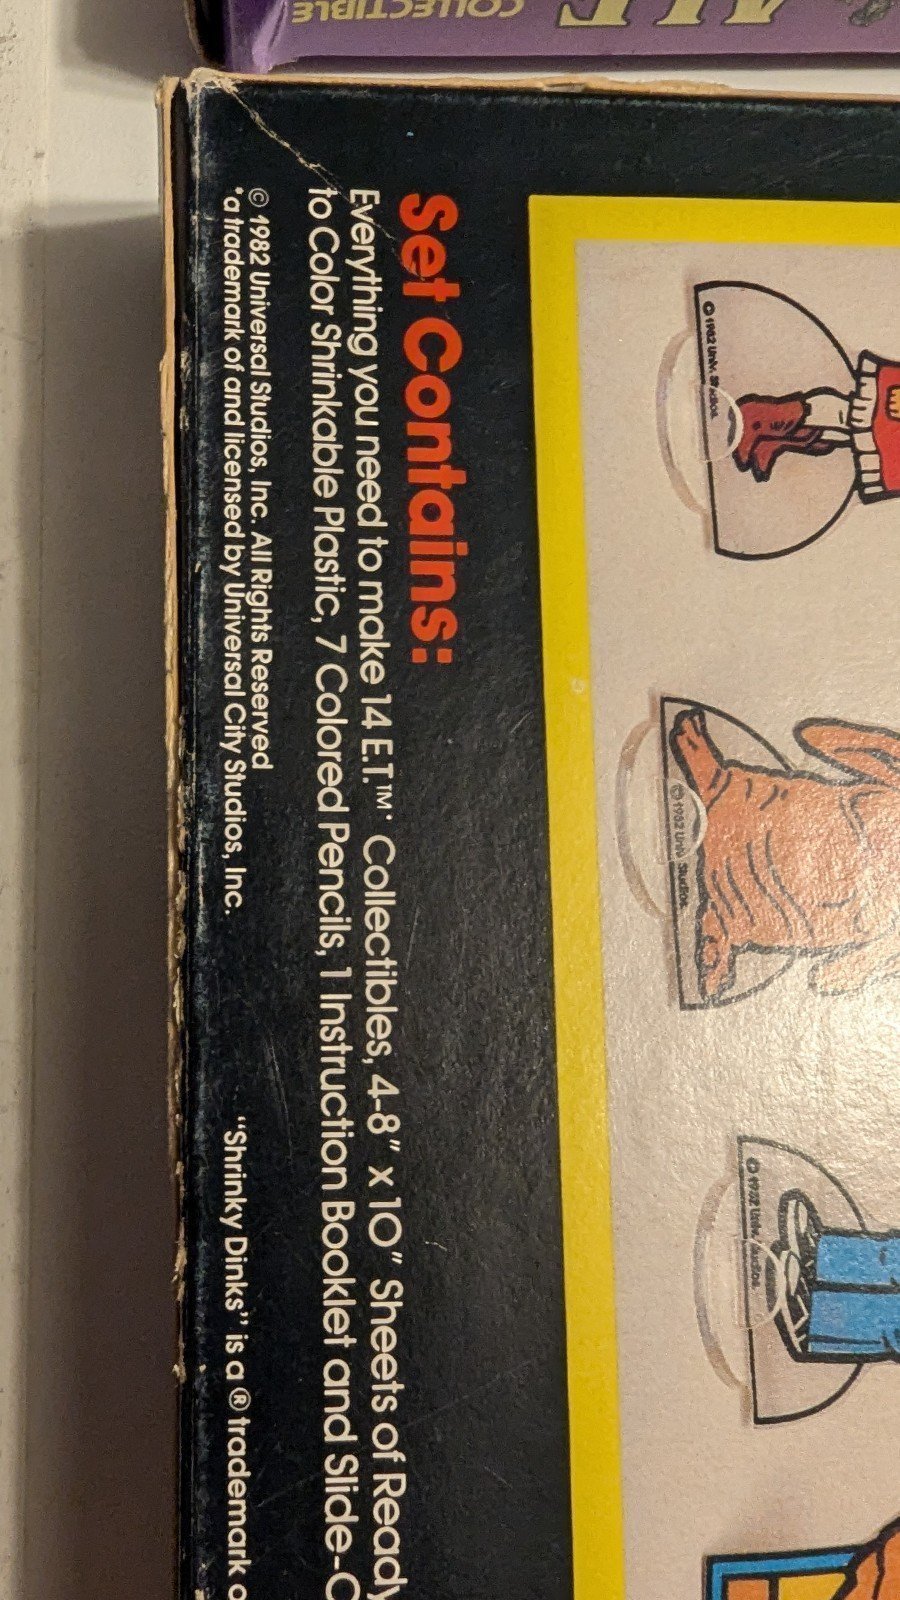 COLLECTIBLE
Set Contains:
Everything you need to make 14 E.T.™* Collectibles, 4-8" x 10" Sheets of Ready
to Color Shrinkable Plastic, 7 Colored Pencils, 1 Instruction Booklet and Slide-
© 1982 Universal Studios, Inc. All Rights Reserved
*a trademark of and licensed by Universal City Studios, Inc.
"Shrinky Dinks" is a ® trademark
© 1982 Univ. Studios
© 1982 Univ. Studios
© 1982 Univ. Studios